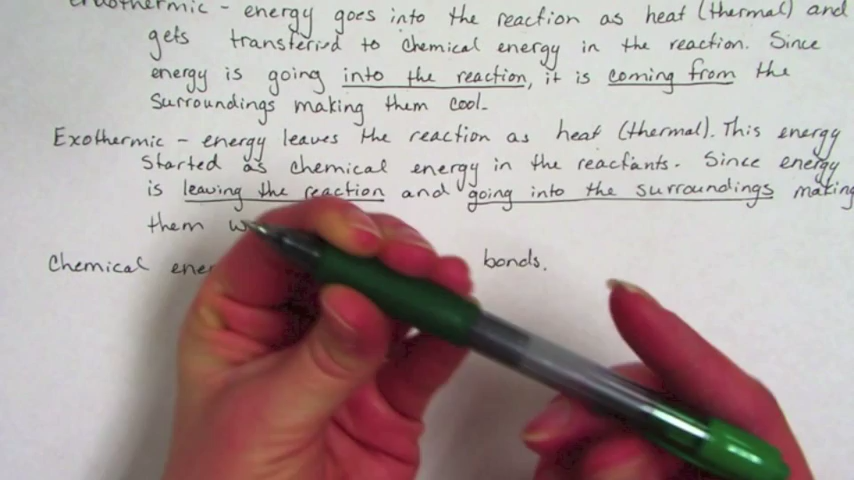 Endothermic - energy goes into the reaction as heat (thermal) and
gets transferred to chemical energy in the reaction. Since
energy is going into the reaction, it is coming from the
surroundings making them cool.
Exothermic - energy leaves the reaction as heat (thermal). This energy
started as chemical energy in the reactants. Since energy
is leaving the reaction and going into the surroundings making
them
Chemical bonds.